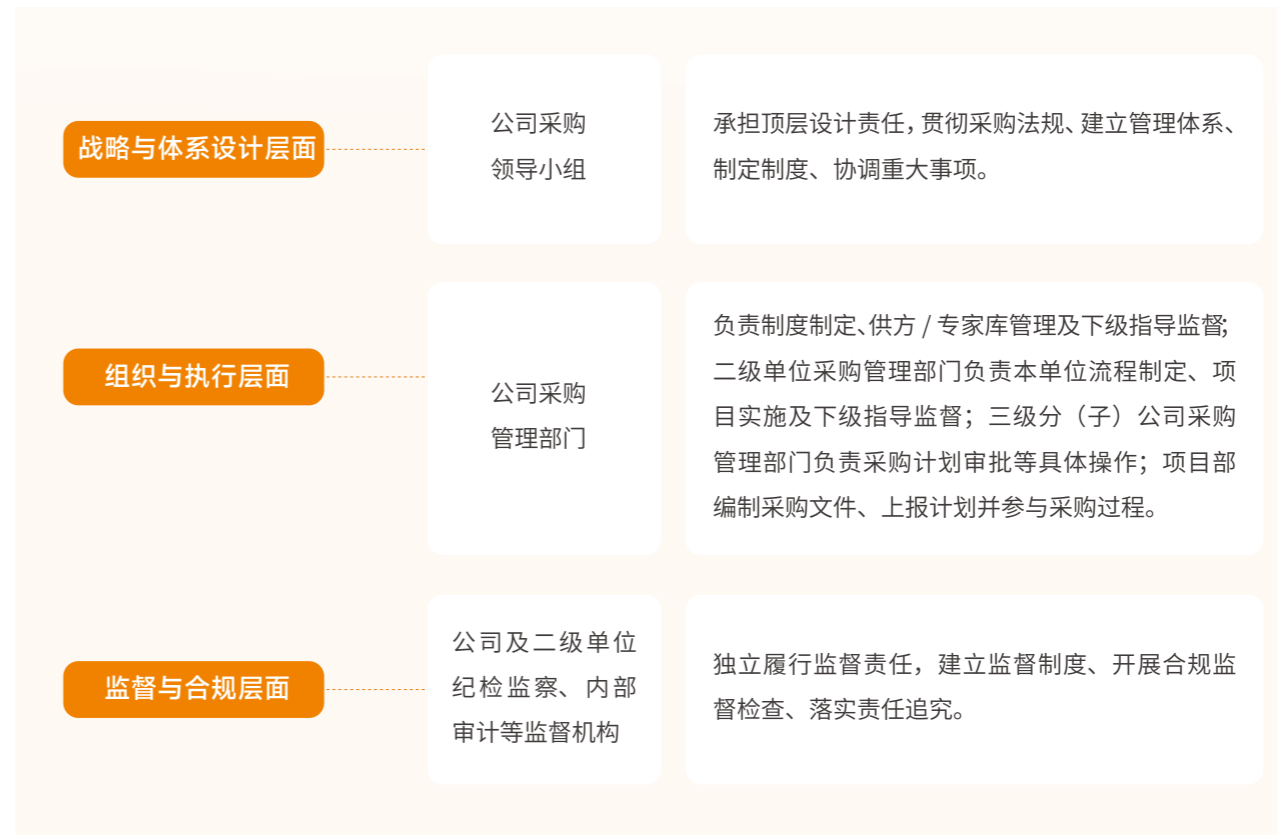 战略与体系设计层面
公司采购
领导小组
承担顶层设计责任，贯彻采购法规、建立管理体系、
制定制度、协调重大事项。
组织与执行层面
公司采购
管理部门
负责制度制定、供方 / 专家库管理及下级指导监督；
二级单位采购管理部门负责本单位流程制定、项
目实施及下级指导监督；三级分（子）公司采购
管理部门负责采购计划审批等具体操作；项目部
编制采购文件、上报计划并参与采购过程。
监督与合规层面
公司及二级单位
纪检监察、内部
审计等监督机构
独立履行监督责任，建立监督制度、开展合规监
督检查、落实责任追究。